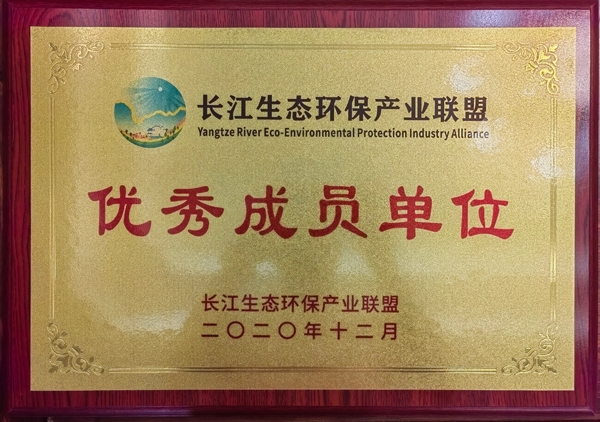 长江生态环保产业联盟
Yangtze River Eco-Environmental Protection Industry Alliance
优秀成员单位
长江生态环保产业联盟
二〇二〇年十二月